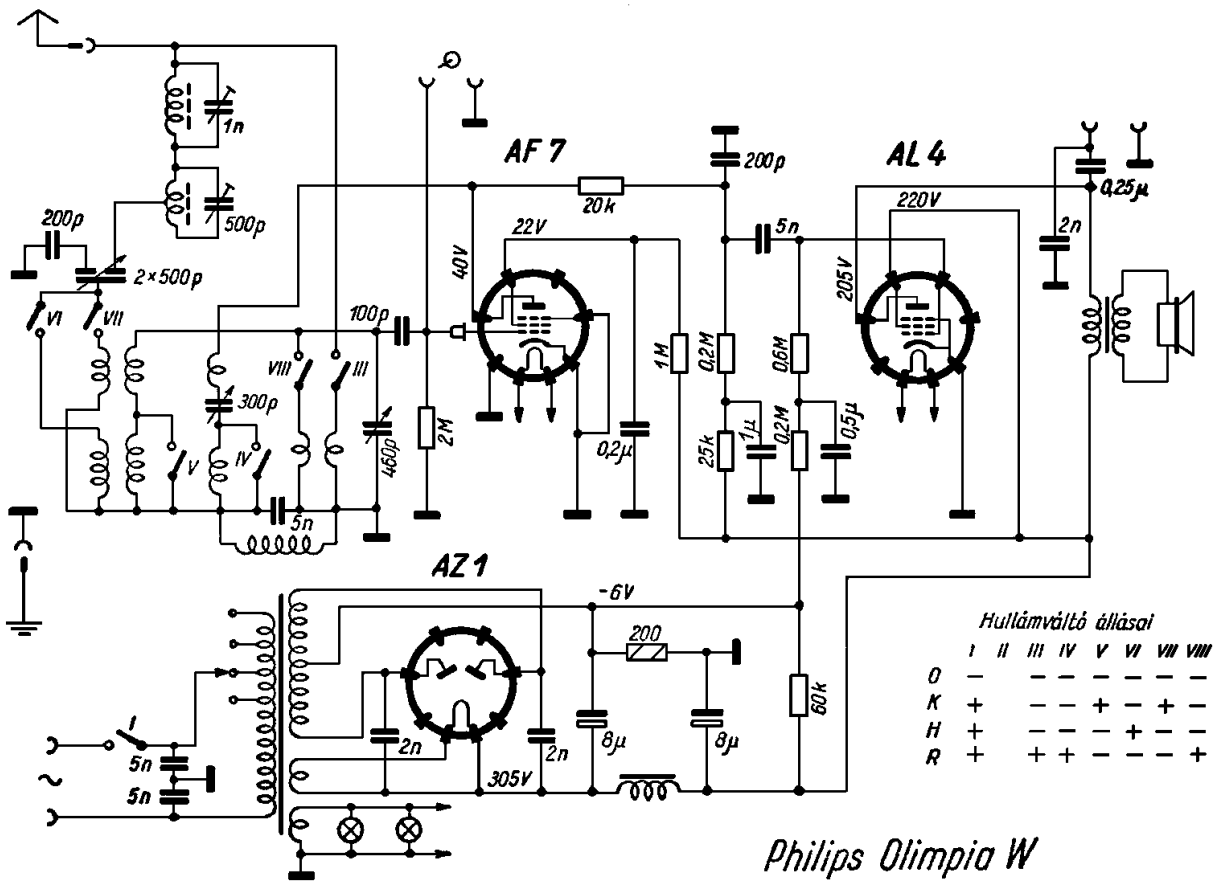 1n
AF 7
200p
AL 4
20k
0,25µ
200p
500p
22V
5n
220V
2n
40V
205V
2×500p
VI
VII
100p
VIII
III
1M
0,2M
0,6M
300p
460p
2M
0,2µ
25k
1µ
0,2M
0,5µ
V
IV
5n
AZ 1
-6V
200
60k
8µ
8µ
I
2n
2n
5n
5n
~
305V
Hullámváltó állásai
I II III IV V VI VII VIII
O – – – – – – –
K + – – + – + –
H + – – – + – –
R + + + – – – +
Philips Olimpia W